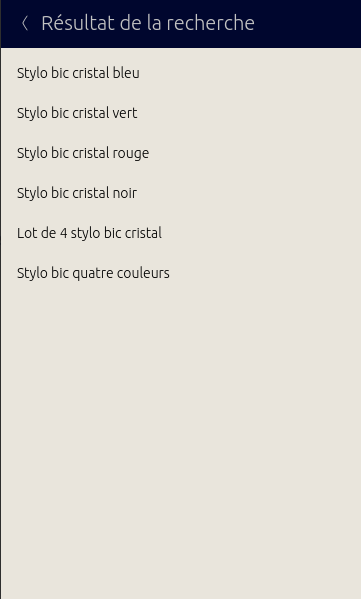 Résultat de la recherche
Stylo bic cristal bleu
Stylo bic cristal vert
Stylo bic cristal rouge
Stylo bic cristal noir
Lot de 4 stylo bic cristal
Stylo bic quatre couleurs